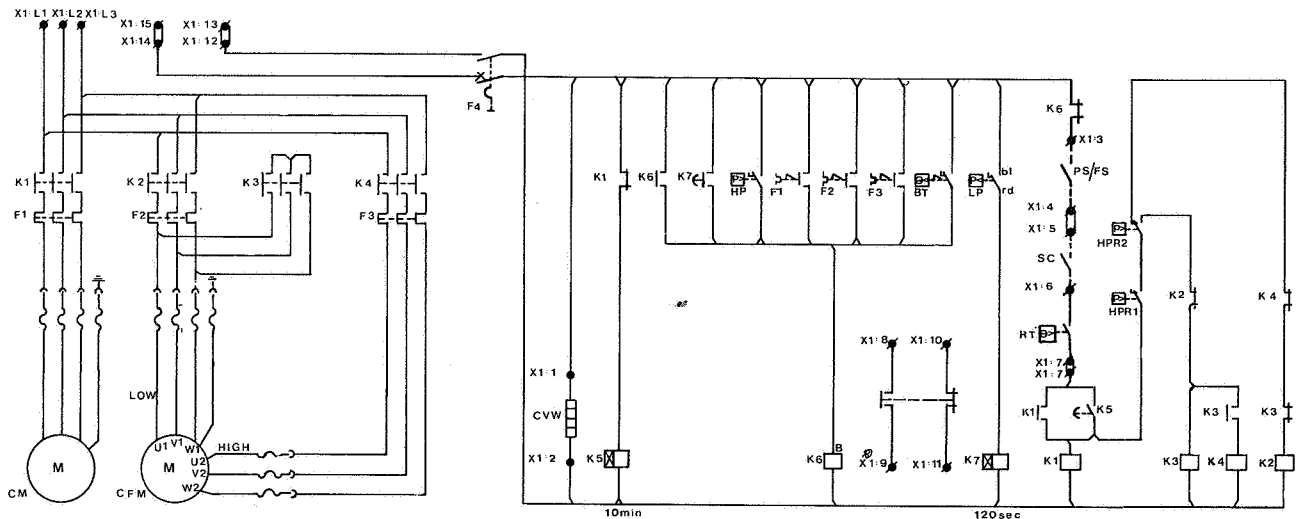 X1:L1 X1:L2 X1:L3
X1:15 X1:13
X1:14 X1:12
F4
K1 K2 K3 K4
F1 F2 F3
LOW
U1 V1 W1
HIGH
U2
V2
W2
M M
CM CFM
K1 K6 K7 HP F1 F2 F3 BT LP bl
rd
K6
X1:3
PS/FS
X1:4
X1:5
SC
X1:6
RT
X1:7
X1:7
HPR2
HPR1
K2 K4
X1:8 X1:10
X1:9 X1:11
X1:1
CVW
X1:2
K1 K5 K3 K3
K5 K6 B K7 K1 K3 K4 K2
10min 120sec